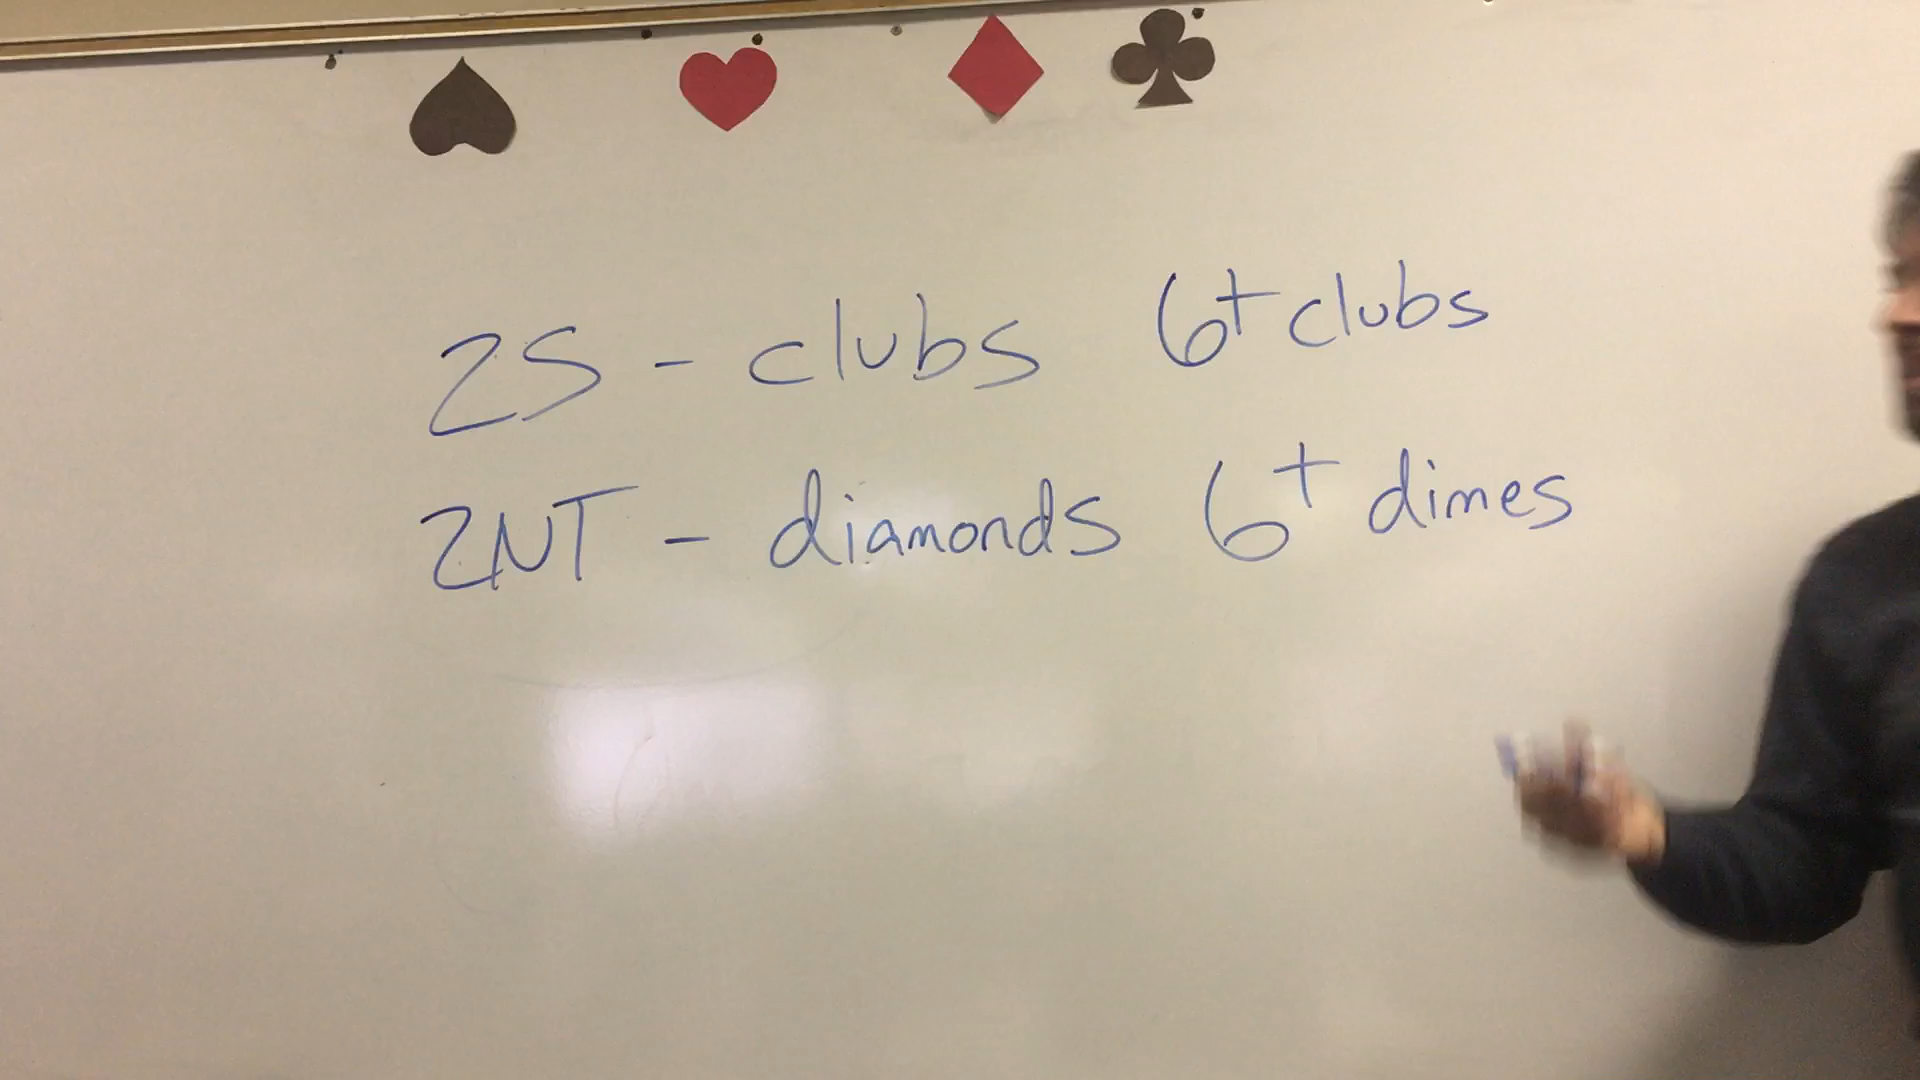 2S - clubs 6+ clubs
2NT - diamonds 6+ dimes